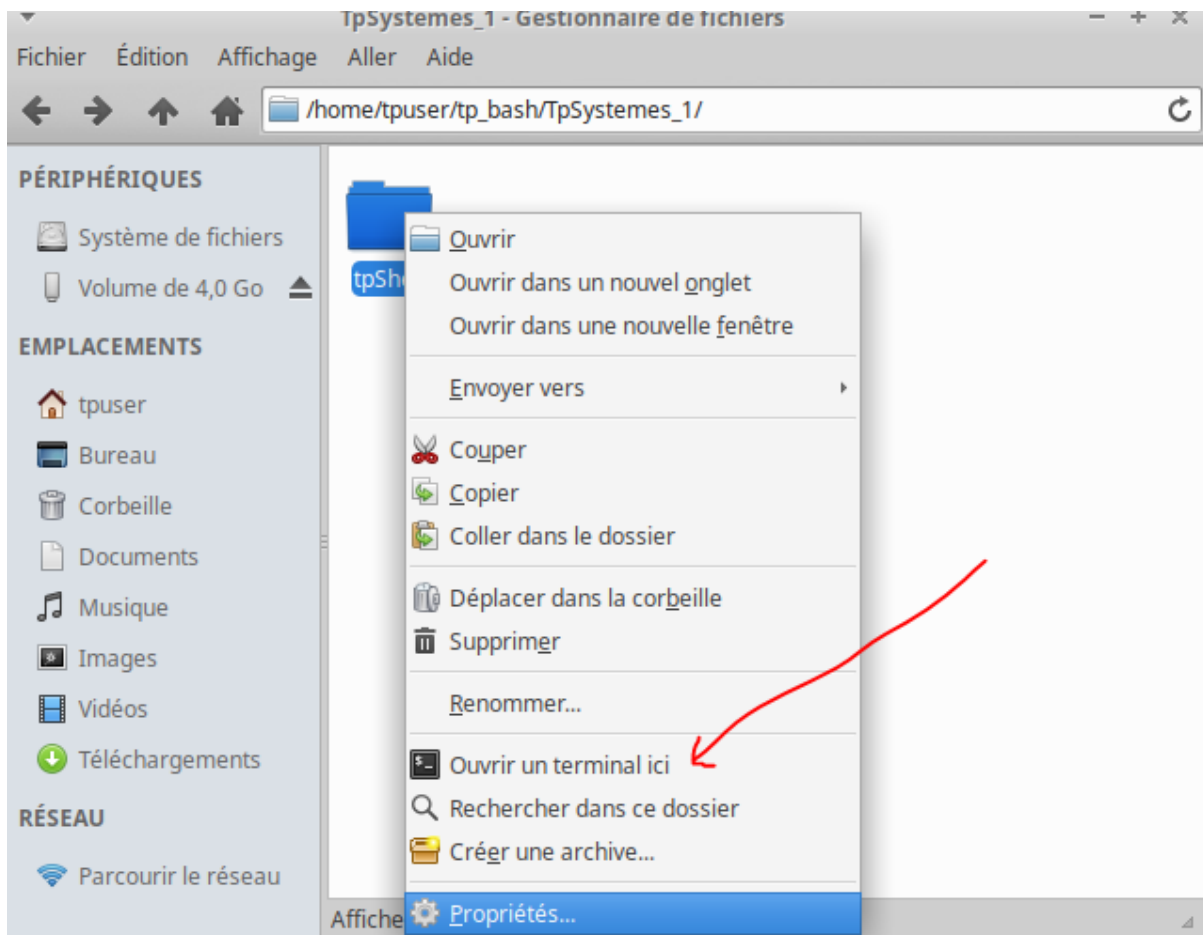 TpSystemes_1 - Gestionnaire de fichiers
Fichier Édition Affichage Aller Aide
/home/tpuser/tp_bash/TpSystemes_1/
PÉRIPHÉRIQUES
Système de fichiers
Volume de 4,0 Go
EMPLACEMENTS
tpuser
Bureau
Corbeille
Documents
Musique
Images
Vidéos
Téléchargements
RÉSEAU
Parcourir le réseau
Ouvrir
Ouvrir dans un nouvel onglet
Ouvrir dans une nouvelle fenêtre
Envoyer vers
Couper
Copier
Coller dans le dossier
Déplacer dans la corbeille
Supprimer
Renommer...
Ouvrir un terminal ici
Rechercher dans ce dossier
Créer une archive...
Propriétés...